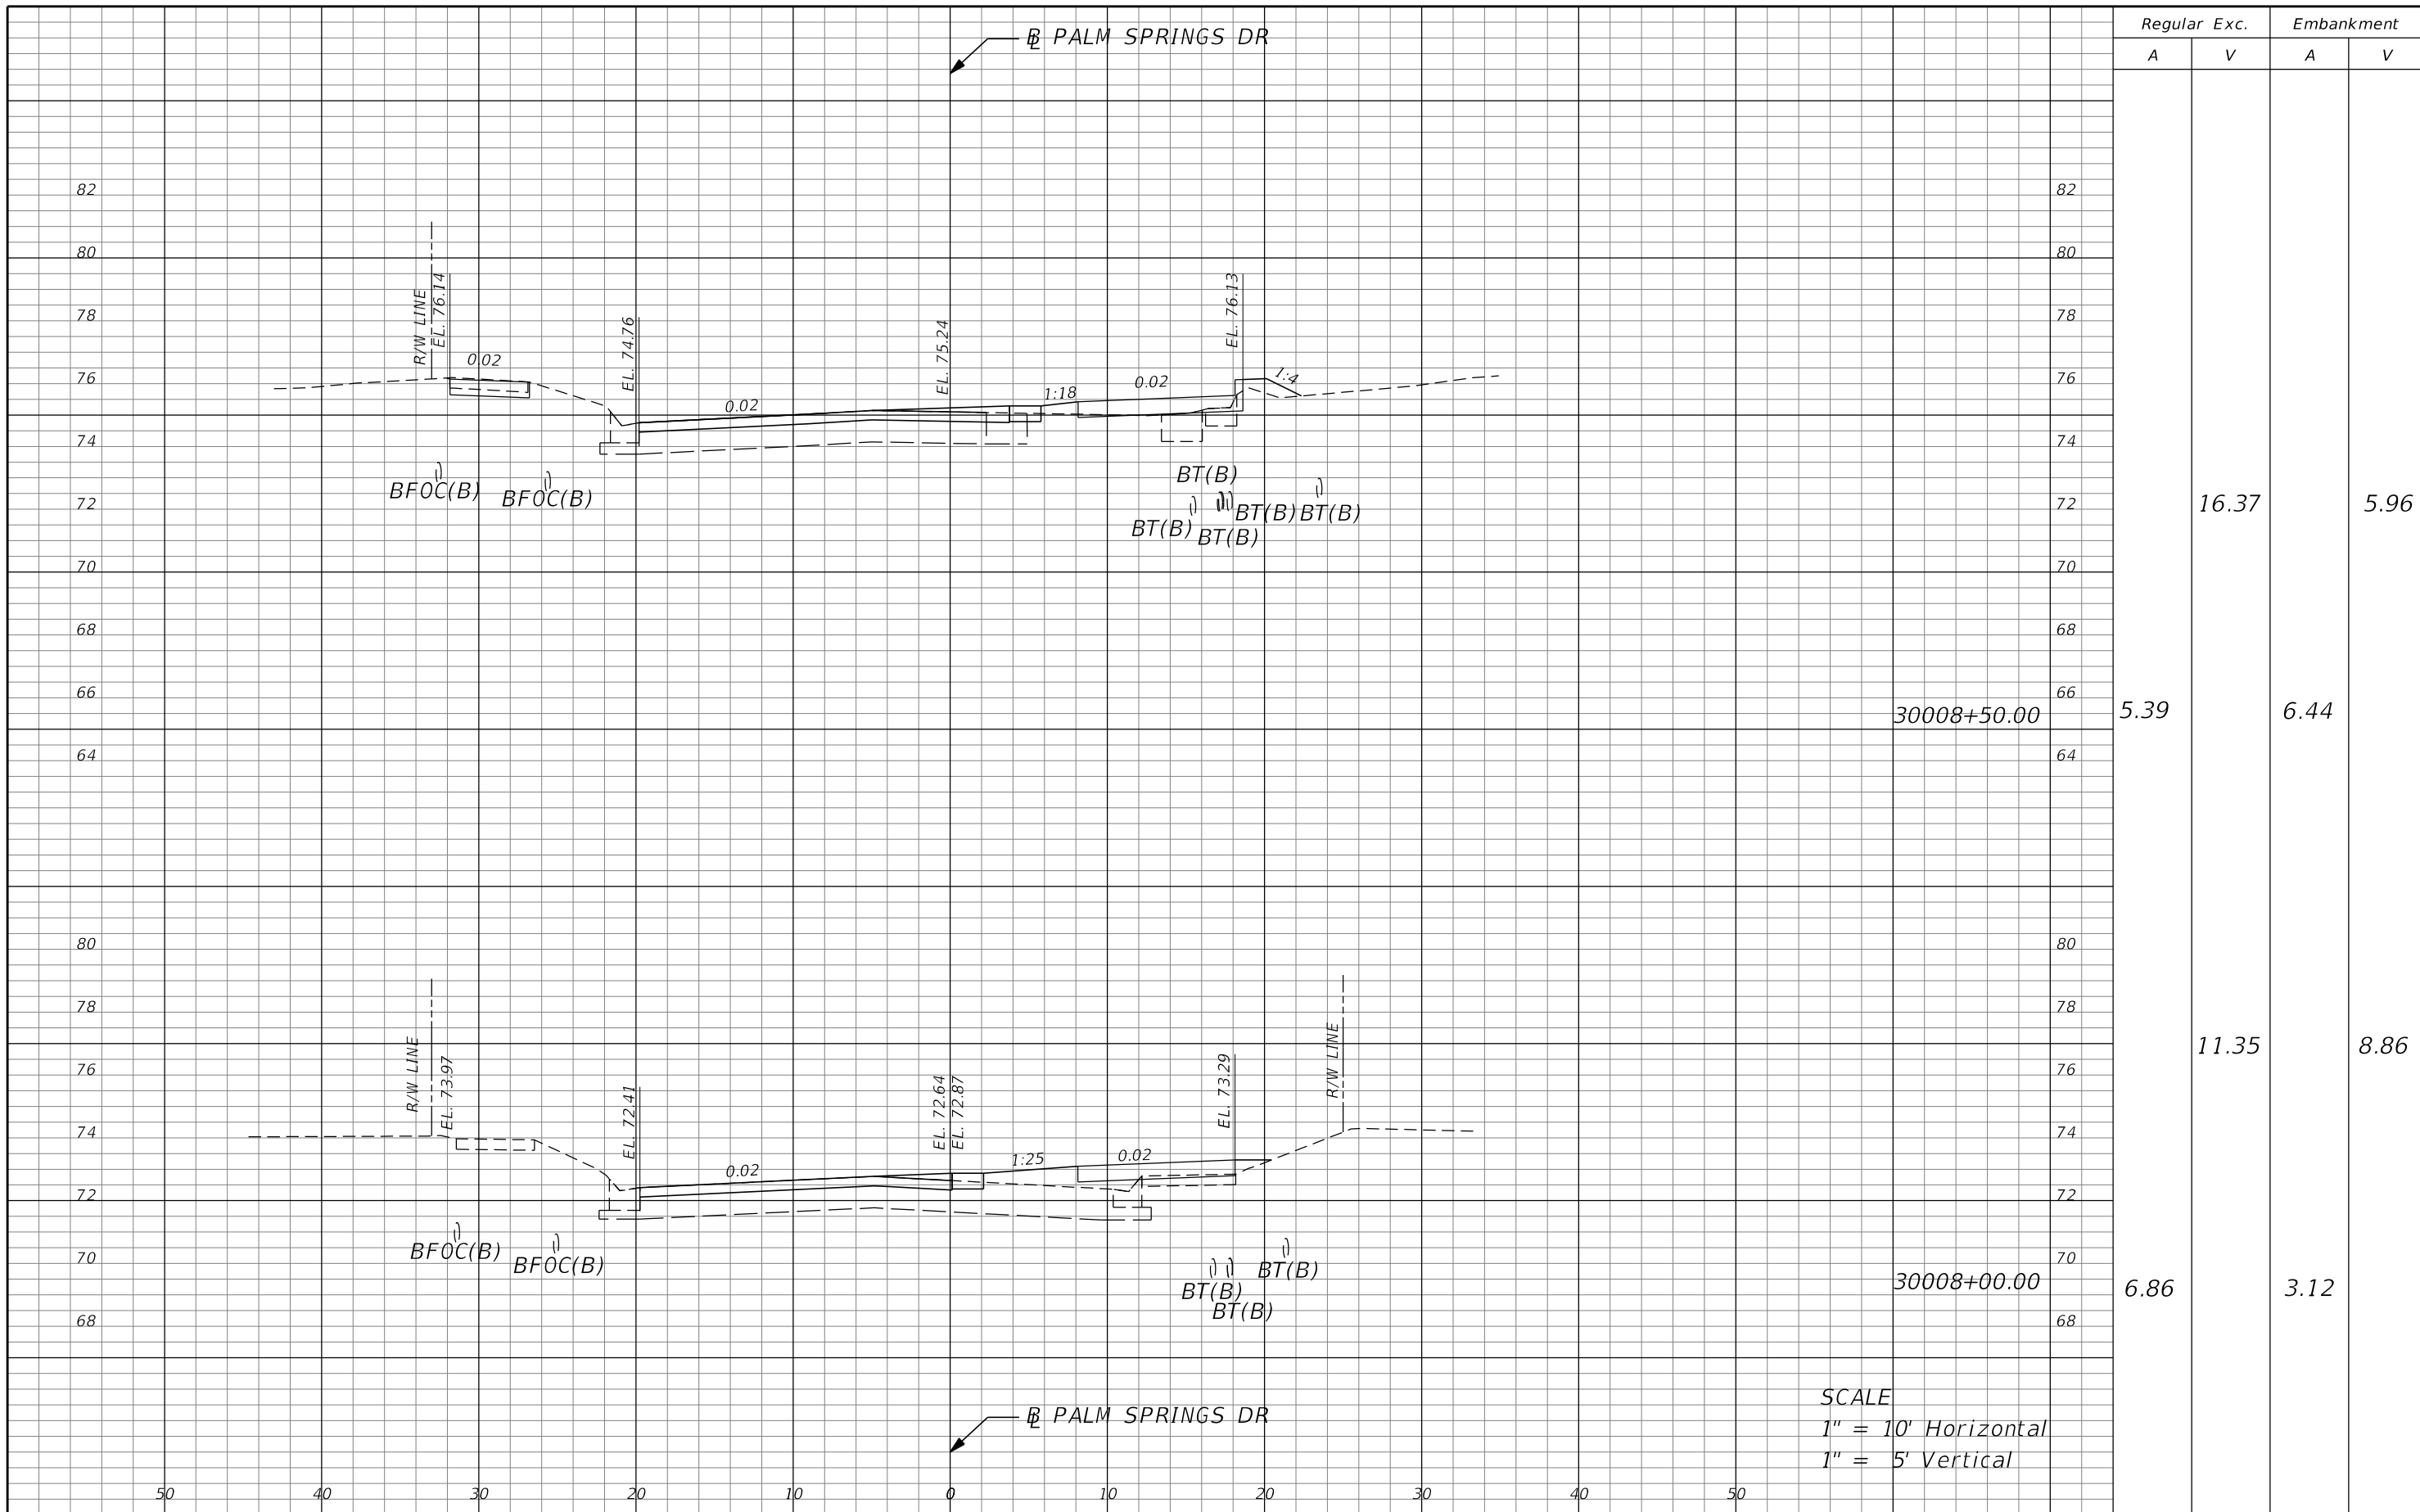 Regular Exc. Embankment
A V A V
℄ PALM SPRINGS DR
82 82
80 80
R/W LINE
EL. 76.14
EL. 74.76
EL. 75.24
EL. 76.13
78 78
0.02
76 76
0.02
1:18
0.02
1:4
74 74
BFOC(B)
BFOC(B)
BT(B)
BT(B)
BT(B)
BT(B)
BT(B)
72 72
16.37 5.96
70 70
68 68
66 66
30008+50.00
5.39 6.44
64 64
80 80
78 78
R/W LINE
EL. 73.97
EL. 72.41
EL. 72.64
EL. 72.87
EL. 73.29
R/W LINE
11.35 8.86
76 76
74 74
0.02
1:25
0.02
72 72
BFOC(B)
BFOC(B)
BT(B)
BT(B)
BT(B)
70 70
30008+00.00
6.86 3.12
68 68
SCALE
1" = 10' Horizontal
1" = 5' Vertical
℄ PALM SPRINGS DR
50 40 30 20 10 0 10 20 30 40 50